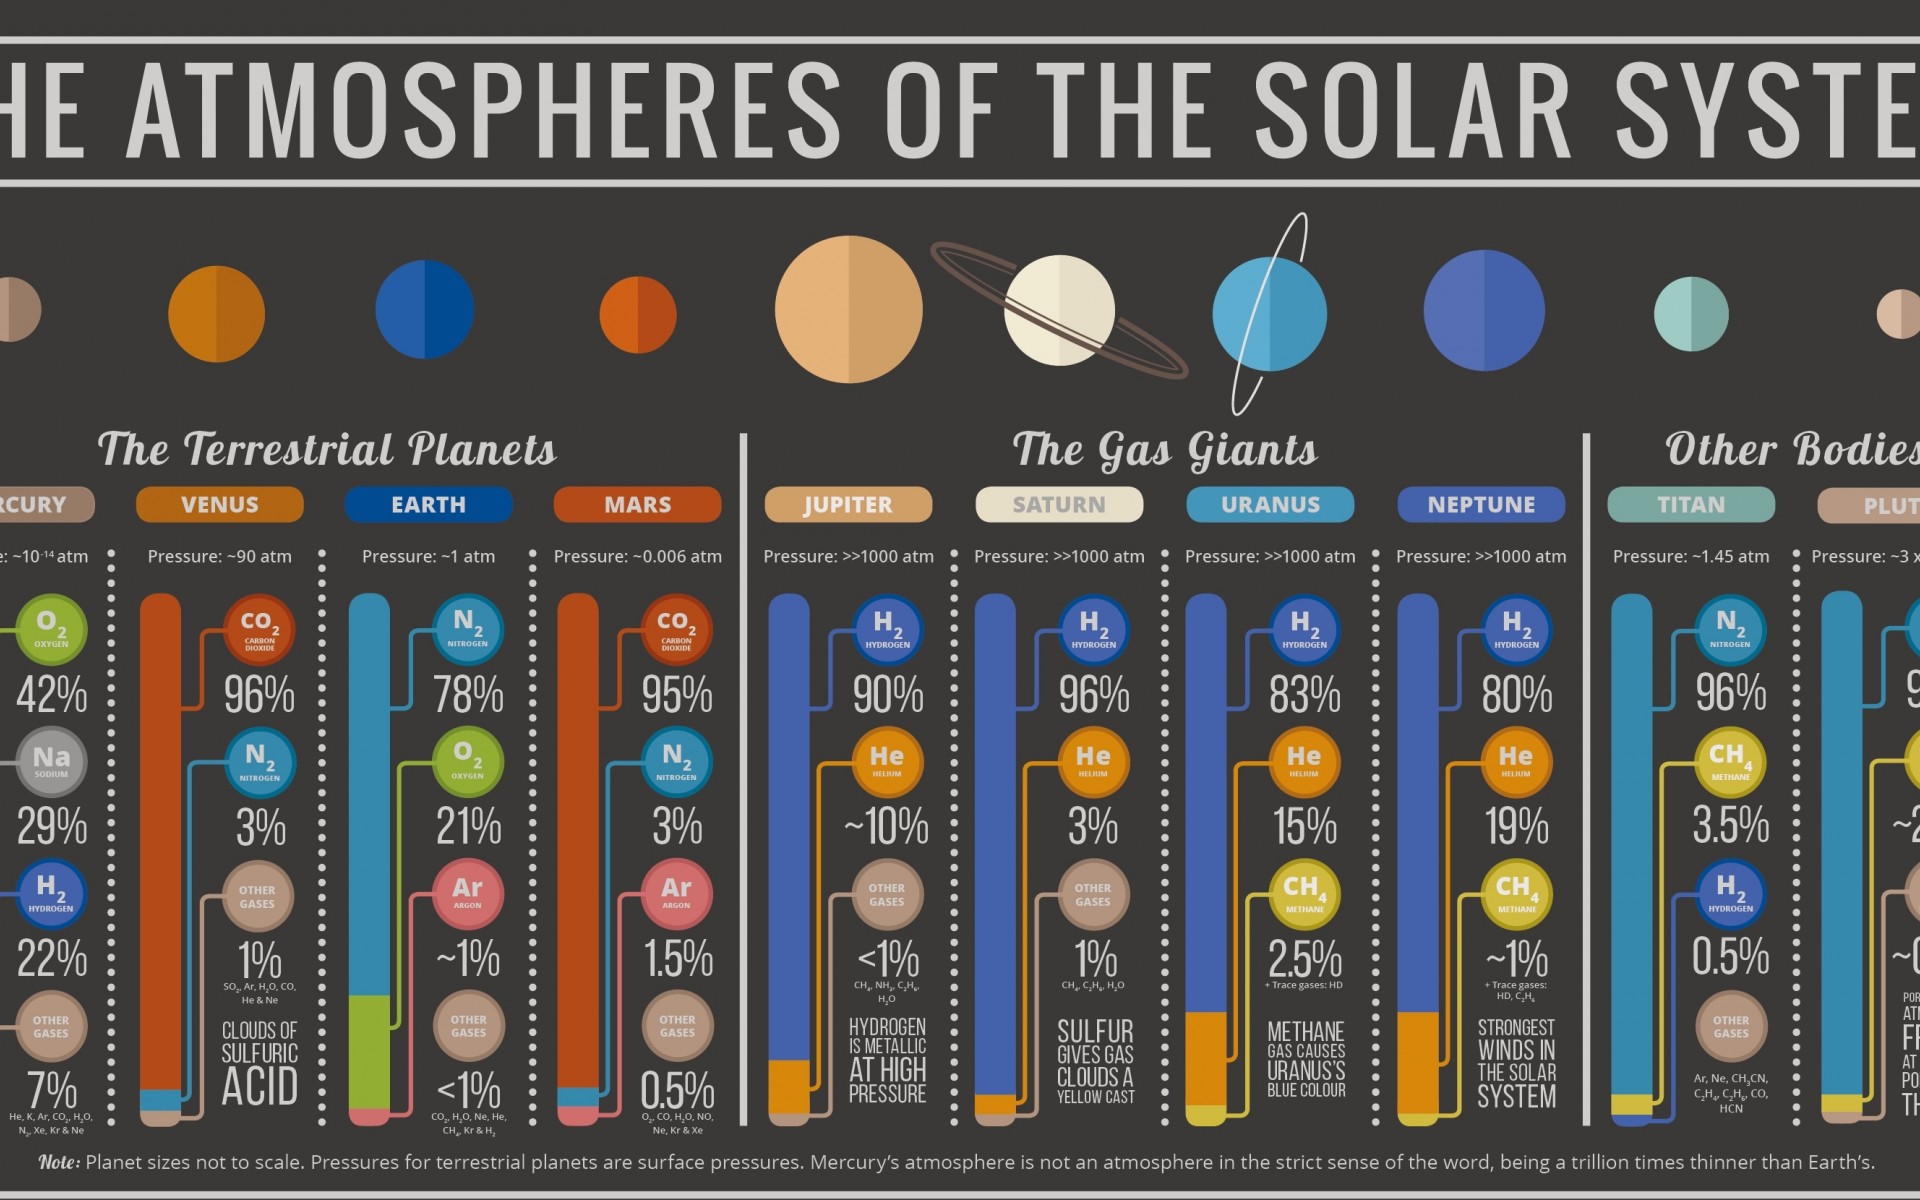 HE ATMOSPHERES OF THE SOLAR SYSTE
The Terrestrial Planets
The Gas Giants
Other Bodies
RCURY
VENUS
EARTH
MARS
JUPITER
SATURN
URANUS
NEPTUNE
TITAN
PLUT
e: ~10⁻¹⁴ atm
Pressure: ~90 atm
Pressure: ~1 atm
Pressure: ~0.006 atm
Pressure: >>1000 atm
Pressure: >>1000 atm
Pressure: >>1000 atm
Pressure: >>1000 atm
Pressure: ~1.45 atm
Pressure: ~3 x
O₂
OXYGEN
42%
Na
SODIUM
29%
H₂
HYDROGEN
22%
OTHER
GASES
7%
He, K, Ar, CO₂, H₂O,
N₂, Xe, Kr & Ne
CO₂
CARBON
DIOXIDE
96%
N₂
NITROGEN
3%
OTHER
GASES
1%
SO₂, Ar, H₂O, CO,
He & Ne
CLOUDS OF
SULFURIC
ACID
N₂
NITROGEN
78%
O₂
OXYGEN
21%
Ar
ARGON
~1%
OTHER
GASES
<1%
CO₂, H₂O, Ne, He,
CH₄, Kr & H₂
CO₂
CARBON
DIOXIDE
95%
N₂
NITROGEN
3%
Ar
ARGON
1.5%
OTHER
GASES
0.5%
O₂, CO, H₂O, NO,
Ne, Kr & Xe
H₂
HYDROGEN
90%
He
HELIUM
~10%
OTHER
GASES
<1%
CH₄, NH₃, C₂H₆,
H₂O
HYDROGEN
IS METALLIC
AT HIGH
PRESSURE
H₂
HYDROGEN
96%
He
HELIUM
3%
OTHER
GASES
1%
CH₄, C₂H₆, H₂O
SULFUR
GIVES GAS
CLOUDS A
YELLOW CAST
H₂
HYDROGEN
83%
He
HELIUM
15%
CH₄
METHANE
2.5%
+ Trace gases: HD
METHANE
GAS CAUSES
URANUS'S
BLUE COLOUR
H₂
HYDROGEN
80%
He
HELIUM
19%
CH₄
METHANE
~1%
+ Trace gases:
HD, C₂H₆
STRONGEST
WINDS IN
THE SOLAR
SYSTEM
N₂
NITROGEN
96%
CH₄
METHANE
3.5%
H₂
HYDROGEN
0.5%
OTHER
GASES
Ar, Ne, CH₃CN,
C₂H₄, C₂H₆, CO,
HCN
Note: Planet sizes not to scale. Pressures for terrestrial planets are surface pressures. Mercury's atmosphere is not an atmosphere in the strict sense of the word, being a trillion times thinner than Earth's.